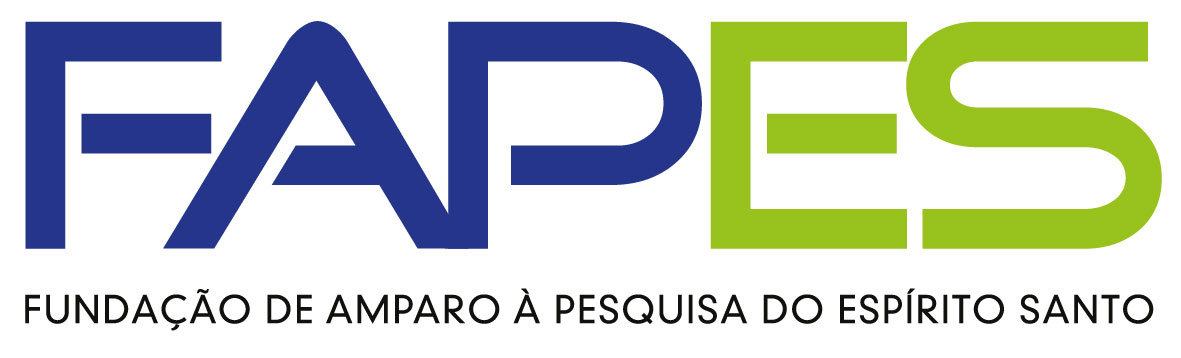 FAPES
FUNDAÇÃO DE AMPARO À PESQUISA DO ESPÍRITO SANTO